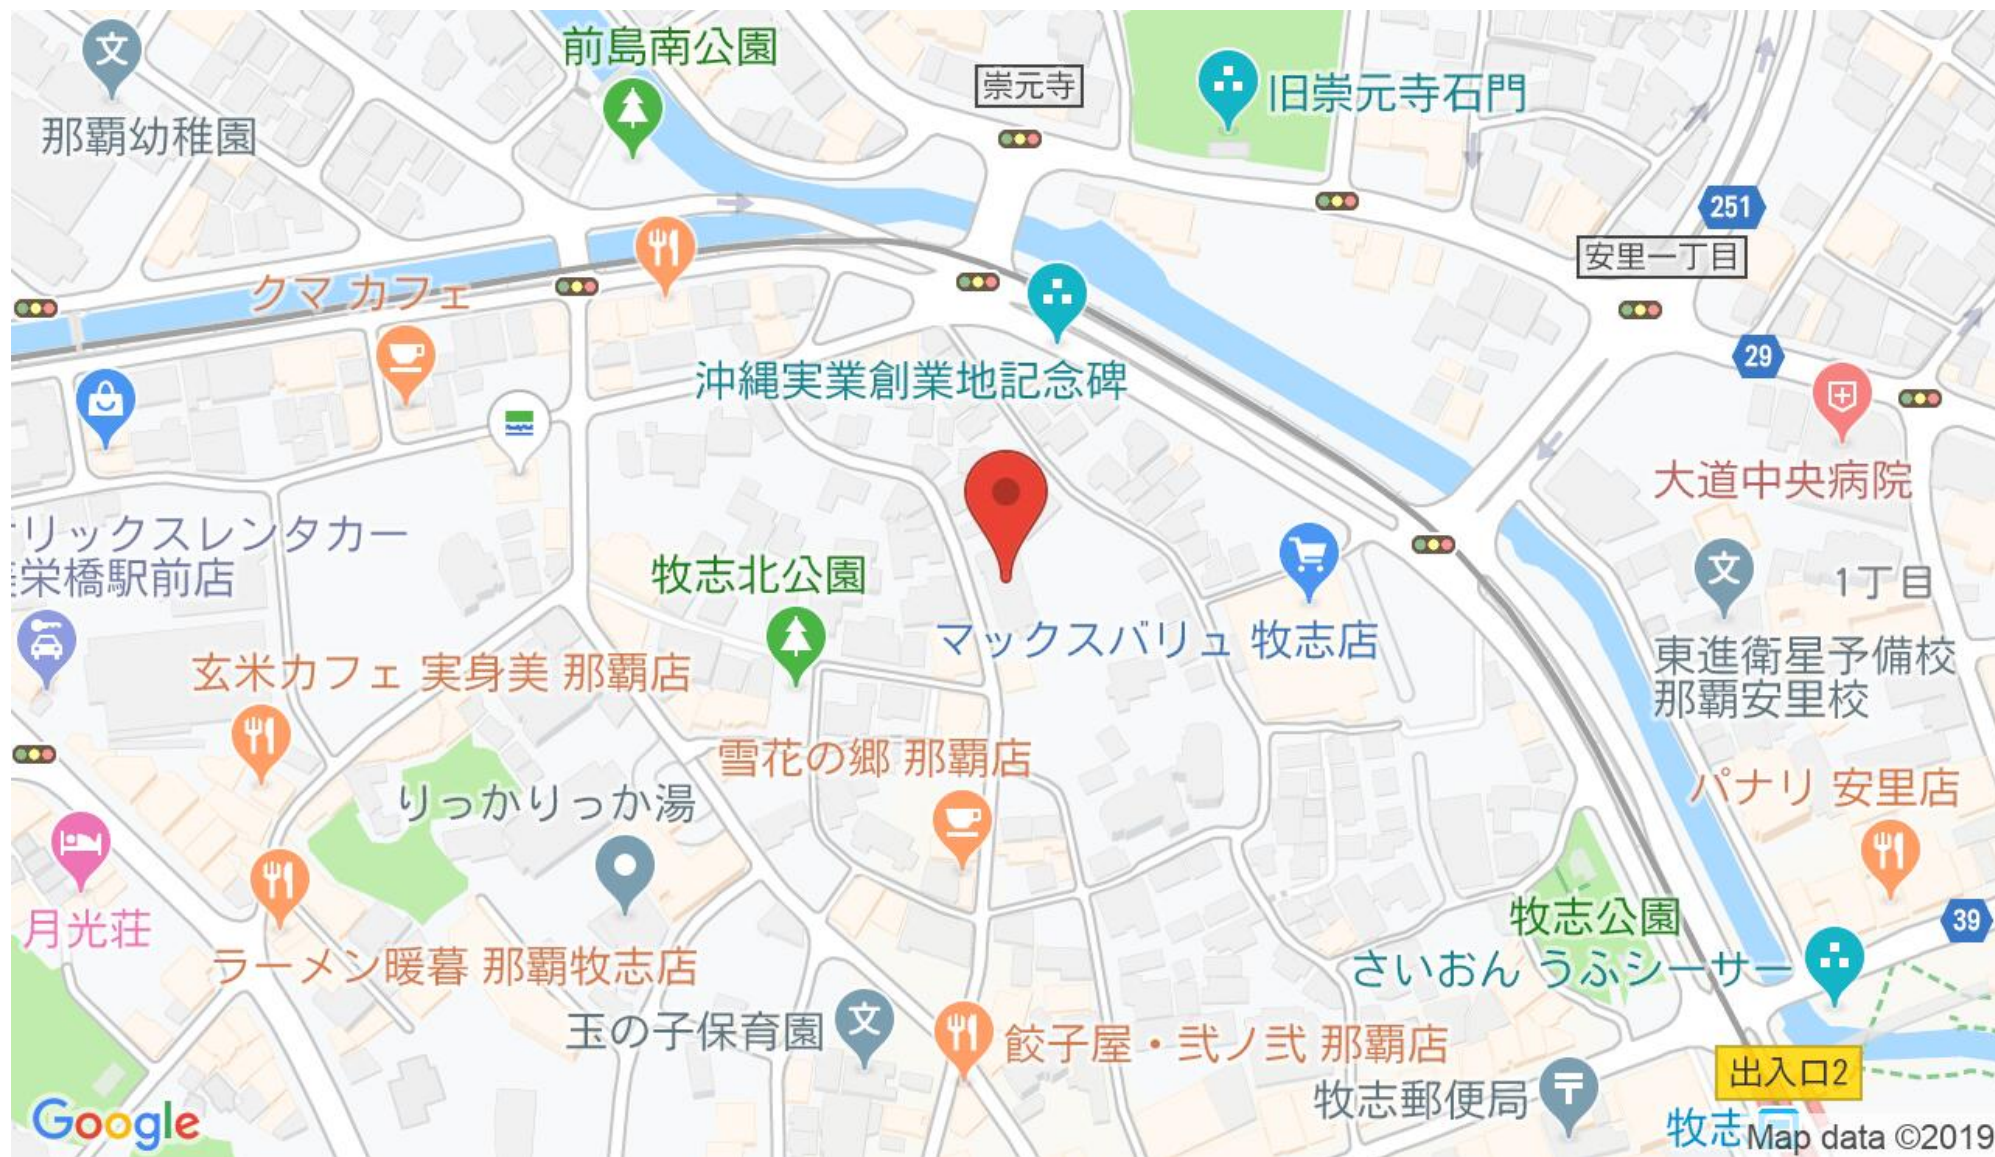 前島南公園
崇元寺
旧崇元寺石門
文
那覇幼稚園
251
安里一丁目
クマ カフェ
29
沖縄実業創業地記念碑
大道中央病院
リックスレンタカー
栄橋駅前店
牧志北公園
文
1丁目
マックスバリュ 牧志店
東進衛星予備校
那覇安里校
玄米カフェ 実身美 那覇店
雪花の郷 那覇店
パナリ 安里店
りっかりっか湯
月光荘
牧志公園
39
ラーメン暖暮 那覇牧志店
さいおん うふシーサー
玉の子保育園
文
餃子屋・弐ノ弐 那覇店
出入口2
牧志郵便局
〒
Google
牧志
Map data ©2019